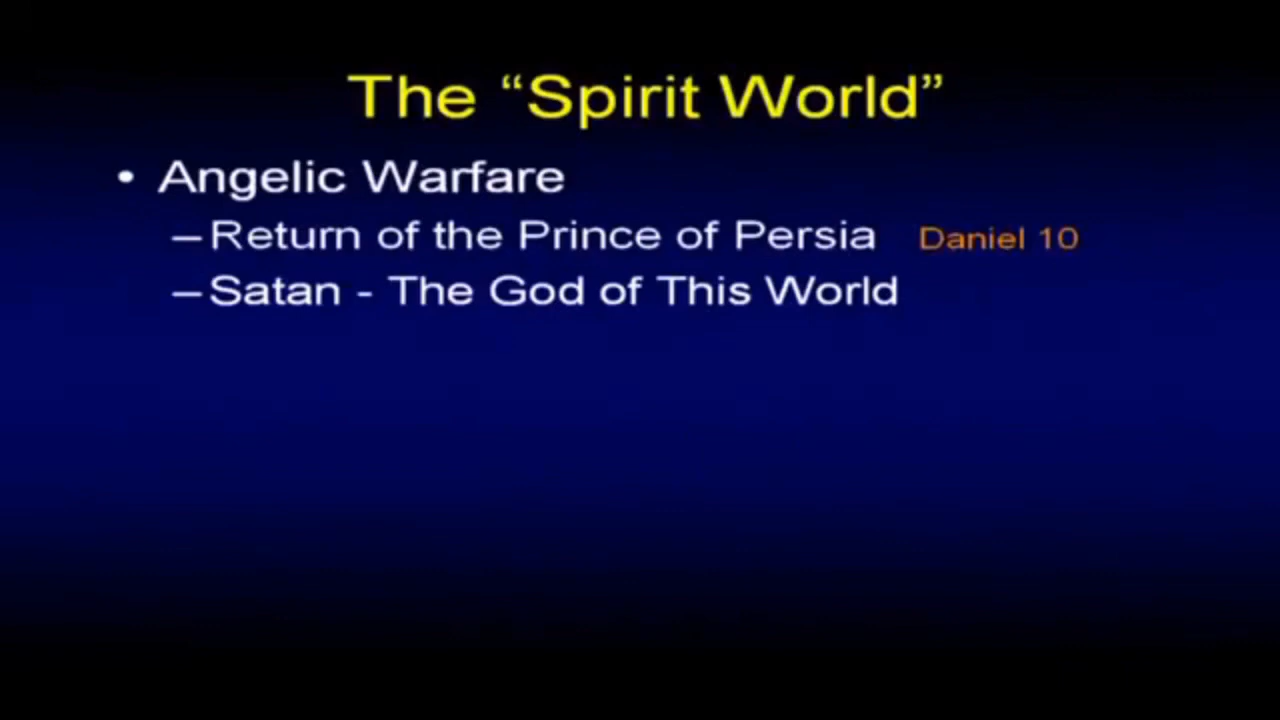 The “Spirit World”
• Angelic Warfare
– Return of the Prince of Persia Daniel 10
– Satan - The God of This World